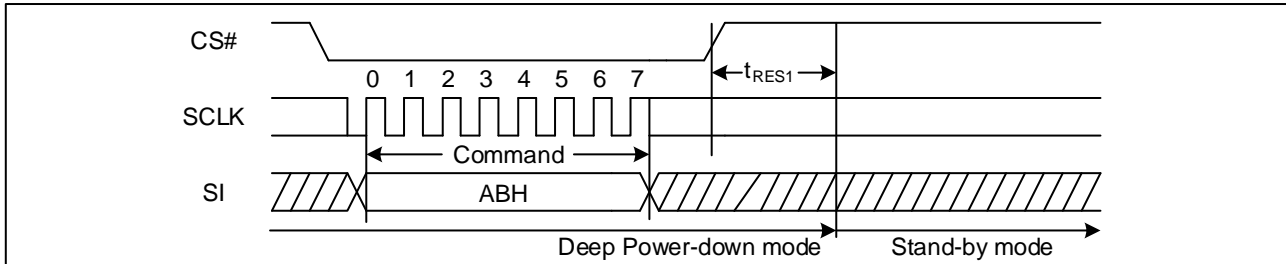 CS#
tRES1
0 1 2 3 4 5 6 7
SCLK
Command
SI
ABH
Deep Power-down mode Stand-by mode